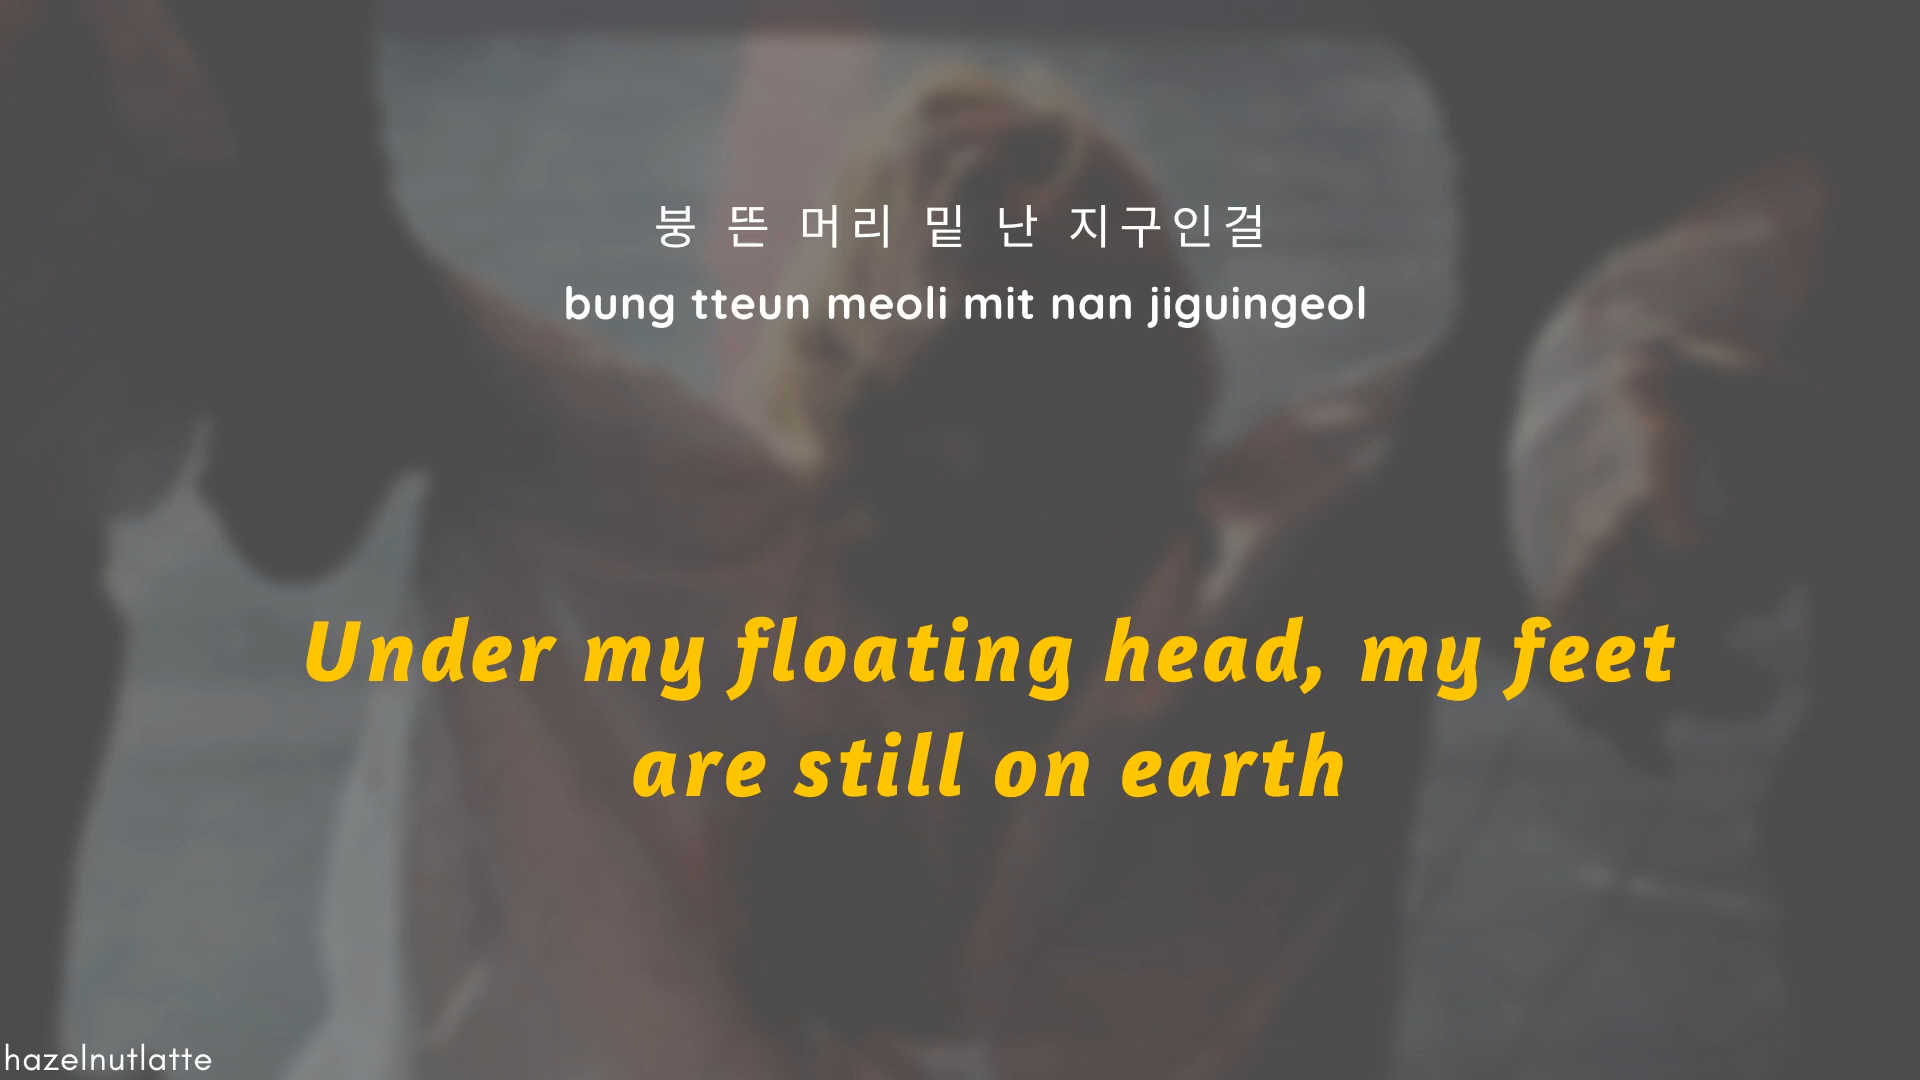 붕 뜬 머리 밑 난 지구인걸
bung tteun meoli mit nan jiguingeol
Under my floating head, my feet
are still on earth
hazelnutlatte